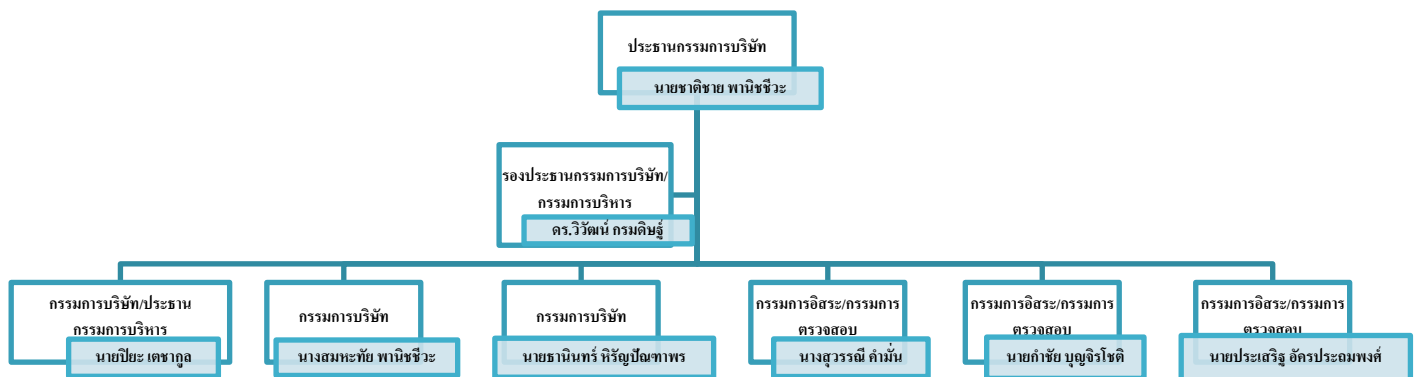 ประธานกรรมการบริษัท
นายชาติชาย พานิชชีวะ
รองประธานกรรมการบริษัท/
กรรมการบริหาร
ดร.วิวัฒน์ กรมดิษฐ์
กรรมการบริษัท/ประธาน
กรรมการบริหาร
นายปิยะ เตชากูล
กรรมการบริษัท
นางสมหะทัย พานิชชีวะ
กรรมการบริษัท
นายธานินทร์ หิรัญปัณฑาพร
กรรมการอิสระ/กรรมการ
ตรวจสอบ
นางสุวรรณี คำมั่น
กรรมการอิสระ/กรรมการ
ตรวจสอบ
นายกำชัย บุญจิรโชติ
กรรมการอิสระ/กรรมการ
ตรวจสอบ
นายประเสริฐ อัครประถมพงศ์